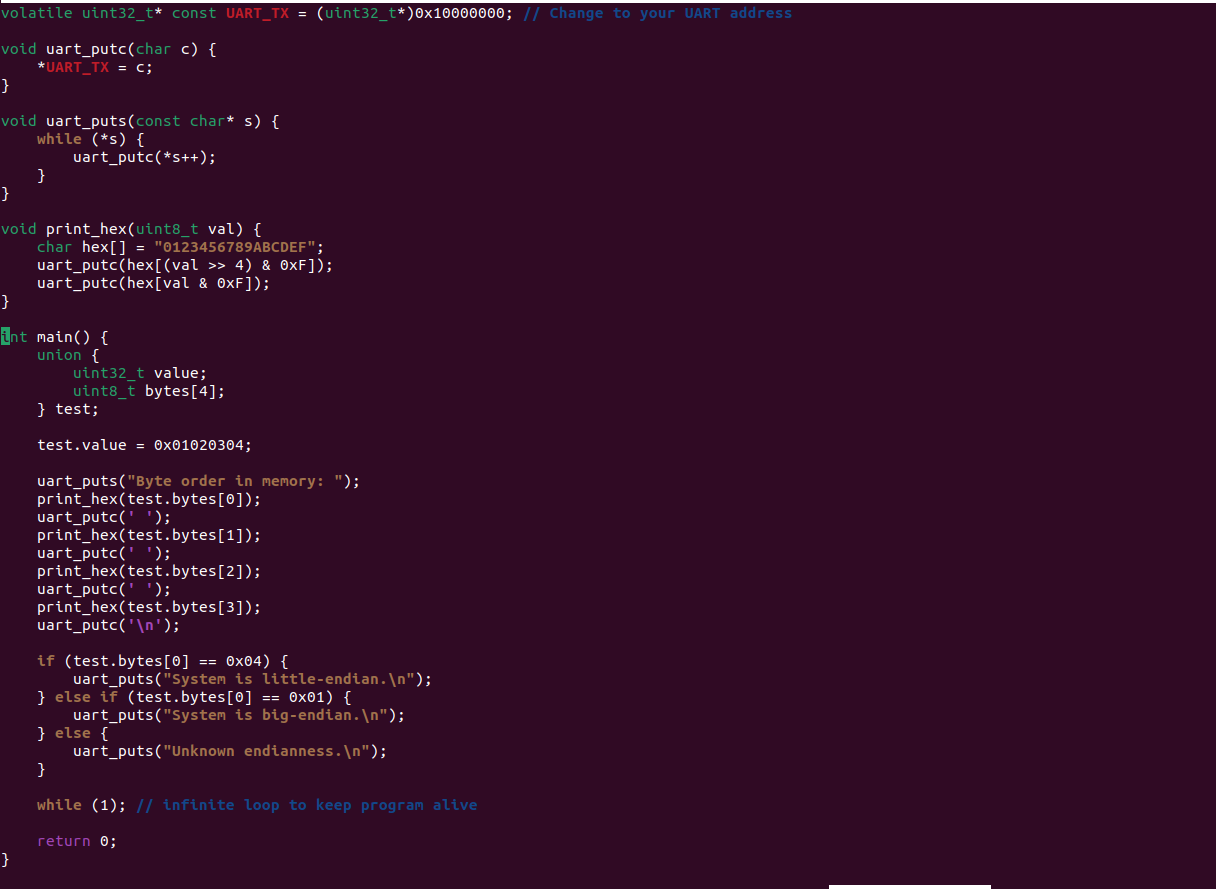 volatile uint32_t* const UART_TX = (uint32_t*)0x10000000; // Change to your UART address
void uart_putc(char c) {
    *UART_TX = c;
}
void uart_puts(const char* s) {
    while (*s) {
        uart_putc(*s++);
    }
}
void print_hex(uint8_t val) {
    char hex[] = "0123456789ABCDEF";
    uart_putc(hex[(val >> 4) & 0xF]);
    uart_putc(hex[val & 0xF]);
}
int main() {
    union {
        uint32_t value;
        uint8_t bytes[4];
    } test;
    test.value = 0x01020304;
    uart_puts("Byte order in memory: ");
    print_hex(test.bytes[0]);
    uart_putc(' ');
    print_hex(test.bytes[1]);
    uart_putc(' ');
    print_hex(test.bytes[2]);
    uart_putc(' ');
    print_hex(test.bytes[3]);
    uart_putc('\n');
    if (test.bytes[0] == 0x04) {
        uart_puts("System is little-endian.\n");
    } else if (test.bytes[0] == 0x01) {
        uart_puts("System is big-endian.\n");
    } else {
        uart_puts("Unknown endianness.\n");
    }
    while (1); // infinite loop to keep program alive
    return 0;
}